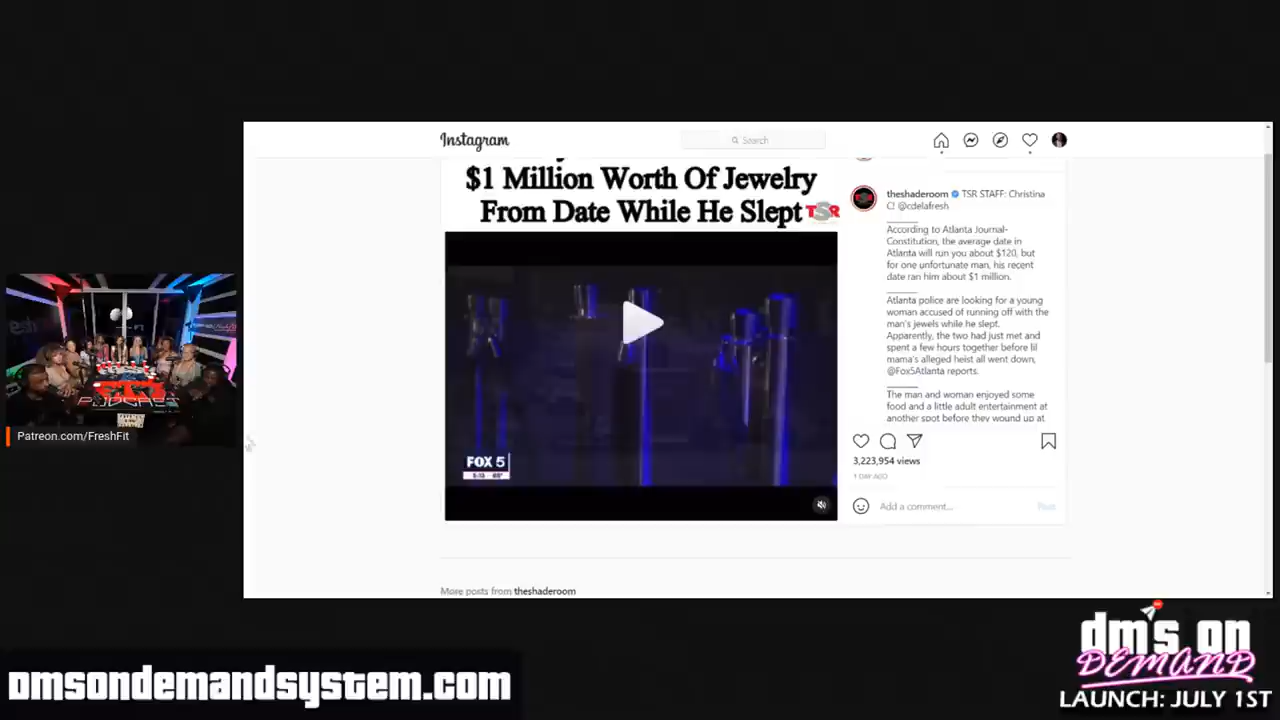 Instagram
Search
$1 Million Worth Of Jewelry
From Date While He Slept TSR
theshaderoom TSR STAFF: Christina
C! @cdelafresh
According to Atlanta Journal-
Constitution, the average date in
Atlanta will run you about $120, but
for one unfortunate man, his recent
date ran him about $1 million.
Atlanta police are looking for a young
woman accused of running off with the
man's jewels while he slept.
Apparently, the two had just met and
spent a few hours together before lil
mama's alleged heist all went down,
@Fox5Atlanta reports.
The man and woman enjoyed some
food and a little adult entertainment at
another spot before they wound up at
FOX 5
3,223,954 views
1 DAY AGO
Add a comment...
Post
More posts from theshaderoom
PODCAST
Patreon.com/FreshFit
DMSONDEMANDSYSTEM.COM
dm's on
DEMAND
LAUNCH: JULY 1ST